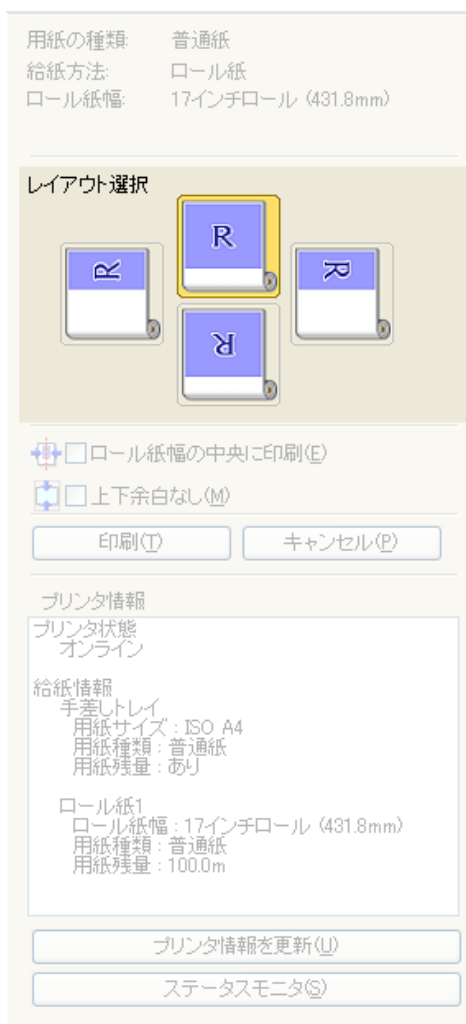 用紙の種類: 普通紙
給紙方法: ロール紙
ロール紙幅: 17インチロール (431.8mm)
レイアウト選択
R
R
R
R
ロール紙幅の中央に印刷(E)
上下余白なし(M)
印刷(T) キャンセル(P)
プリンタ情報
プリンタ状態
オンライン
給紙情報
手差しトレイ
用紙サイズ : ISO A4
用紙種類 : 普通紙
用紙残量 : あり
ロール紙1
ロール紙幅 : 17インチロール (431.8mm)
用紙種類 : 普通紙
用紙残量 : 100.0m
プリンタ情報を更新(U)
ステータスモニタ(S)